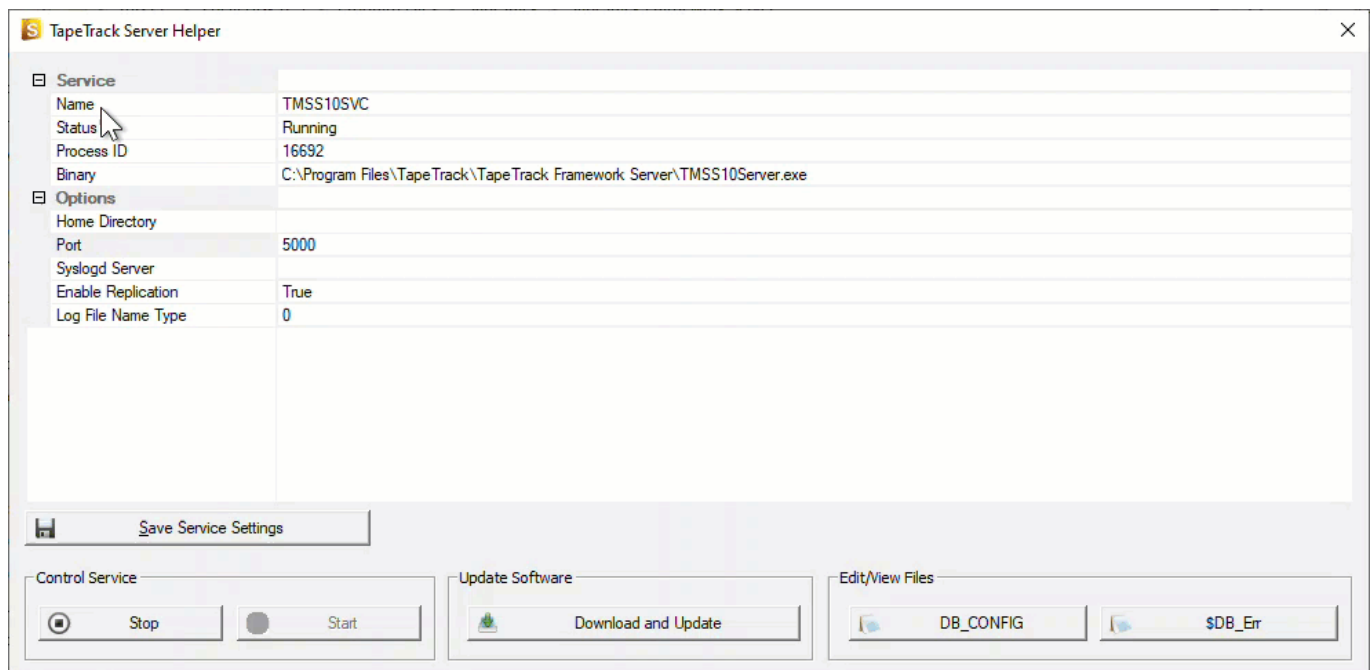 TapeTrack Server Helper
Service
Name TMSS10SVC
Status Running
Process ID 16692
Binary C:\Program Files\TapeTrack\TapeTrack Framework Server\TMSS10Server.exe
Options
Home Directory
Port 5000
Syslogd Server
Enable Replication True
Log File Name Type 0
Save Service Settings
Control Service Update Software Edit/View Files
Stop Start Download and Update DB_CONFIG $DB_Err